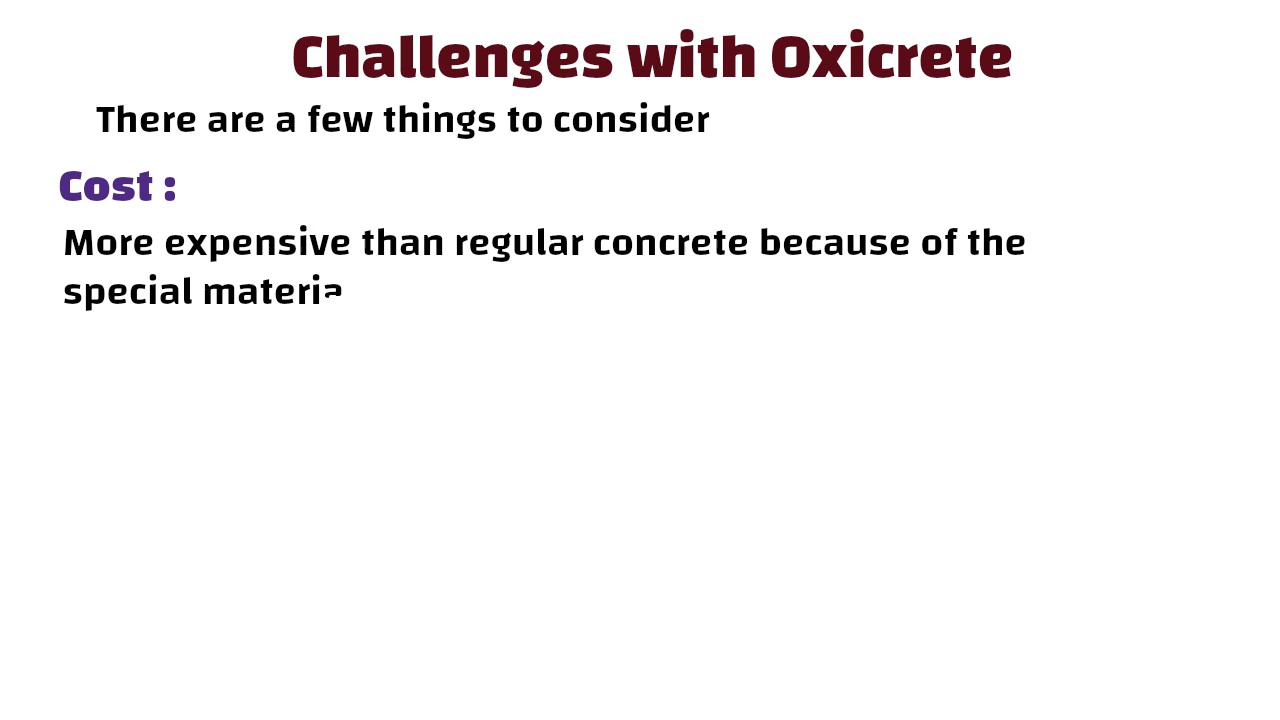 Challenges with Oxicrete
There are a few things to consider
Cost :
More expensive than regular concrete because of the
special materia